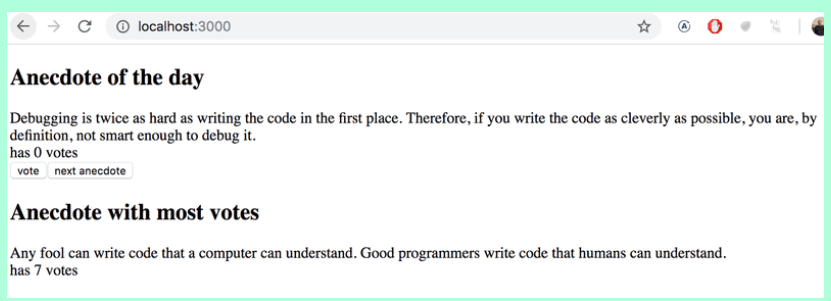 localhost:3000
Anecdote of the day
Debugging is twice as hard as writing the code in the first place. Therefore, if you write the code as cleverly as possible, you are, by
definition, not smart enough to debug it.
has 0 votes
vote next anecdote
Anecdote with most votes
Any fool can write code that a computer can understand. Good programmers write code that humans can understand.
has 7 votes